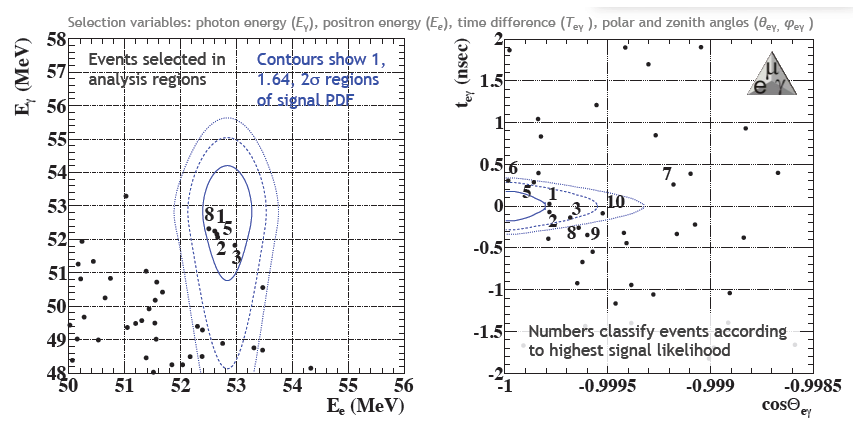 Selection variables: photon energy (Eγ), positron energy (Ee), time difference (Teγ ), polar and zenith angles (θeγ, φeγ )
Eγ (MeV)
58
57
56
55
54
53
52
51
50
49
48
Events selected in
analysis regions
Contours show 1,
1.64, 2σ regions
of signal PDF
8
1
5
2
3
50 51 52 53 54 55 56
Ee (MeV)
teγ (nsec)
2
1.5
1
0.5
0
-0.5
-1
-1.5
-2
μ
e γ
6
7
5
1
10
3
2
8
9
Numbers classify events according
to highest signal likelihood
-1 -0.9995 -0.999 -0.9985
cosΘeγ